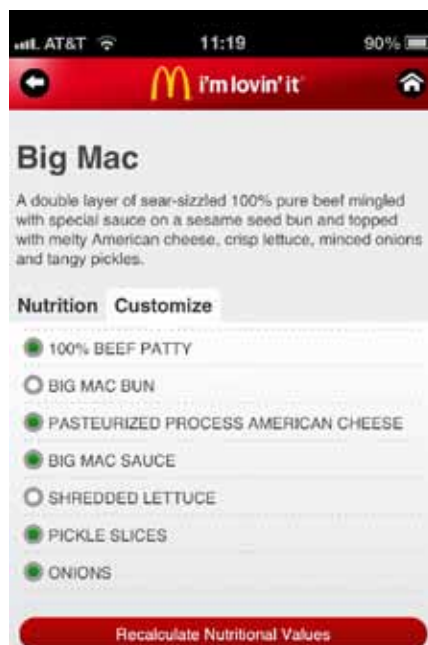 AT&T 11:19 90%
i'm lovin' it
Big Mac
A double layer of sear-sizzled 100% pure beef mingled
with special sauce on a sesame seed bun and topped
with melty American cheese, crisp lettuce, minced onions
and tangy pickles.
Nutrition Customize
100% BEEF PATTY
BIG MAC BUN
PASTEURIZED PROCESS AMERICAN CHEESE
BIG MAC SAUCE
SHREDDED LETTUCE
PICKLE SLICES
ONIONS
Recalculate Nutritional Values